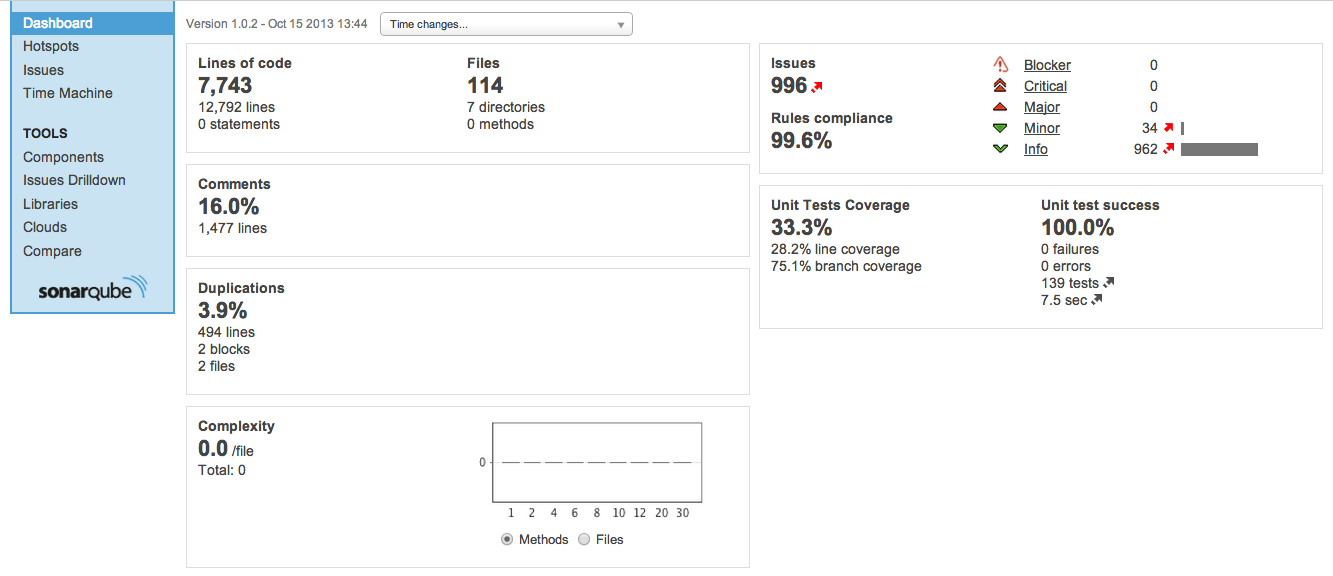 Dashboard
Hotspots
Issues
Time Machine
TOOLS
Components
Issues Drilldown
Libraries
Clouds
Compare
sonarqube
Version 1.0.2 - Oct 15 2013 13:44
Time changes...
Lines of code
7,743
12,792 lines
0 statements
Files
114
7 directories
0 methods
Comments
16.0%
1,477 lines
Duplications
3.9%
494 lines
2 blocks
2 files
Complexity
0.0 /file
Total: 0
0
1 2 4 6 8 10 12 20 30
Methods Files
Issues
996
Rules compliance
99.6%
Blocker 0
Critical 0
Major 0
Minor 34
Info 962
Unit Tests Coverage
33.3%
28.2% line coverage
75.1% branch coverage
Unit test success
100.0%
0 failures
0 errors
139 tests
7.5 sec